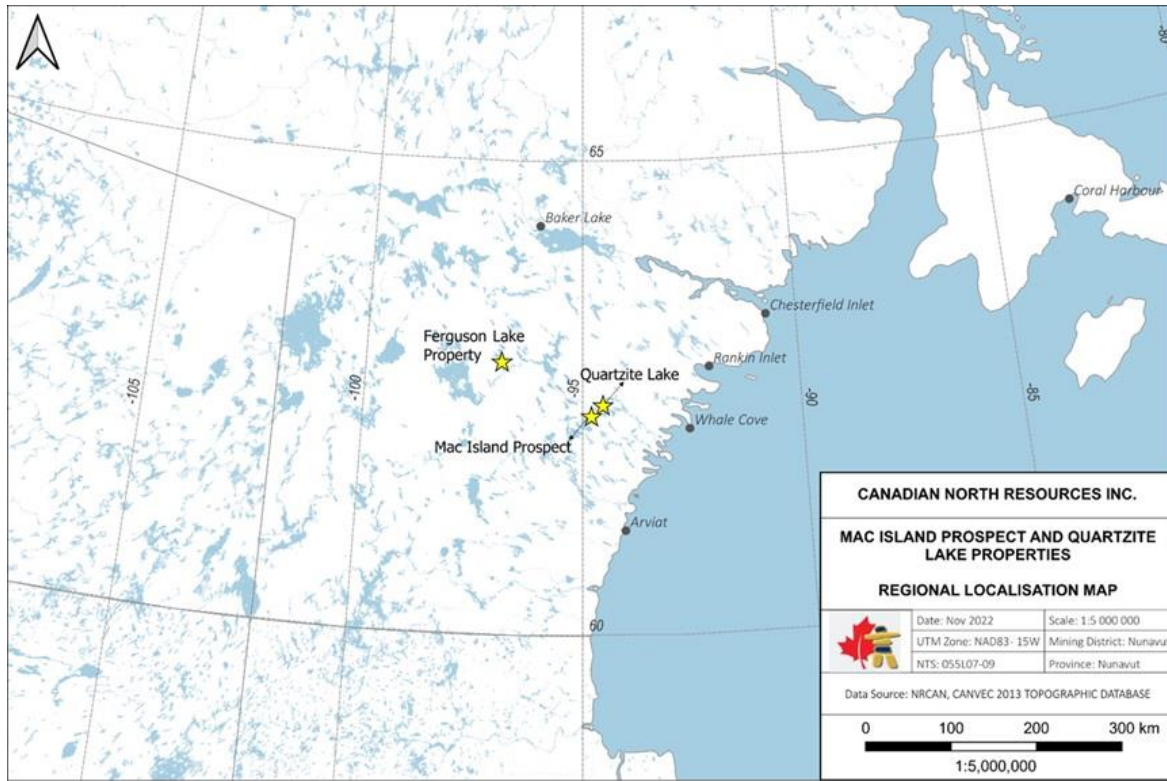 -80
65
Coral Harbour
Baker Lake
Chesterfield Inlet
Ferguson Lake
Property
Rankin Inlet
Quartzite Lake
-105
-100
-95
-90
-85
Whale Cove
Mac Island Prospect
Arviat
60
CANADIAN NORTH RESOURCES INC.
MAC ISLAND PROSPECT AND QUARTZITE
LAKE PROPERTIES
REGIONAL LOCALISATION MAP
Date: Nov 2022
Scale: 1:5 000 000
UTM Zone: NAD83- 15W
Mining District: Nunavut
NTS: 055L07-09
Province: Nunavut
Data Source: NRCAN, CANVEC 2013 TOPOGRAPHIC DATABASE
0 100 200 300 km
1:5,000,000